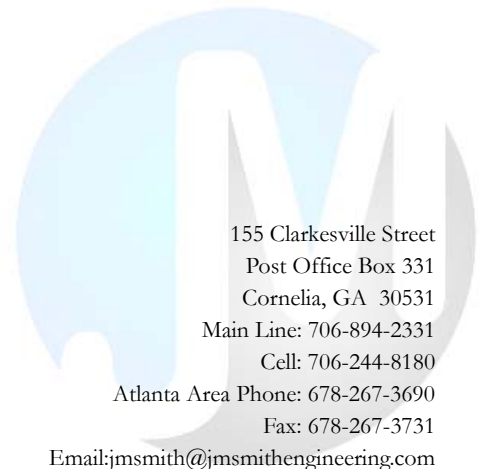 JM
155 Clarkesville Street
Post Office Box 331
Cornelia, GA 30531
Main Line: 706-894-2331
Cell: 706-244-8180
Atlanta Area Phone: 678-267-3690
Fax: 678-267-3731
Email:jmsmith@jmsmithengineering.com